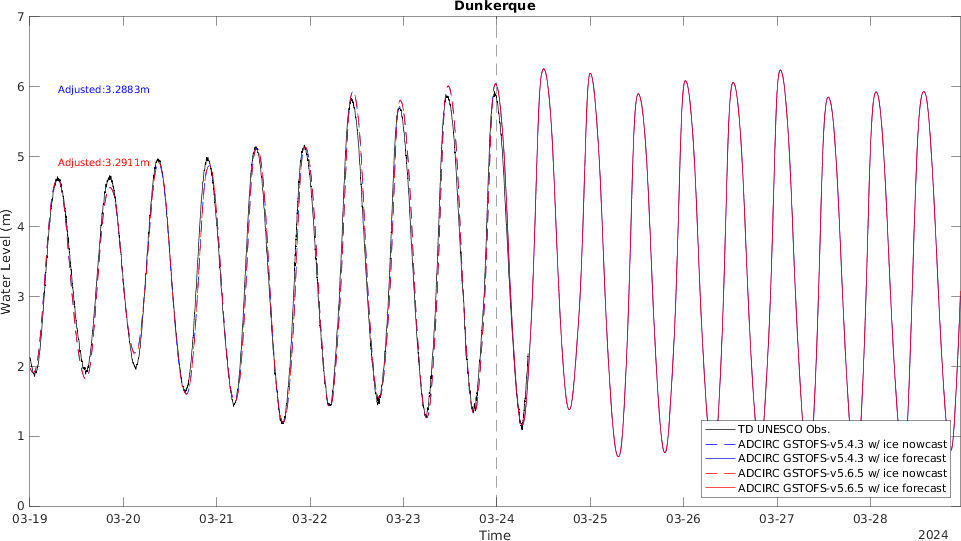 Dunkerque
7
6
5
4
3
2
1
0
Water Level (m)
Adjusted:3.2883m
Adjusted:3.2911m
TD UNESCO Obs.
ADCIRC GSTOFS-v5.4.3 w/ ice nowcast
ADCIRC GSTOFS-v5.4.3 w/ ice forecast
ADCIRC GSTOFS-v5.6.5 w/ ice nowcast
ADCIRC GSTOFS-v5.6.5 w/ ice forecast
03-19 03-20 03-21 03-22 03-23 03-24 03-25 03-26 03-27 03-28
Time
2024